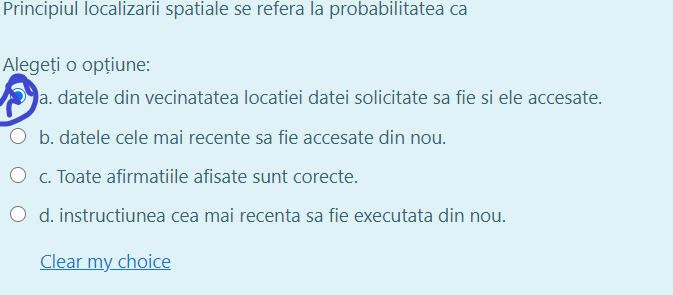 Principiul localizarii spatiale se refera la probabilitatea ca
Alegeți o opțiune:
a. datele din vecinatatea locatiei datei solicitate sa fie si ele accesate.
b. datele cele mai recente sa fie accesate din nou.
c. Toate afirmatiile afisate sunt corecte.
d. instructiunea cea mai recenta sa fie executata din nou.
Clear my choice